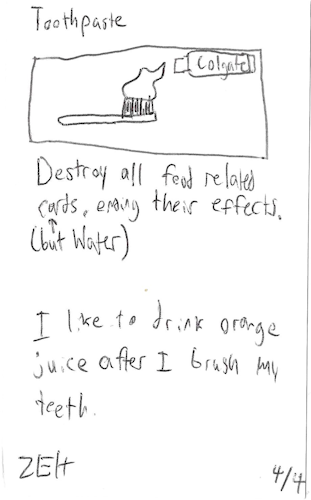 Toothpaste
Colgate
Destroy all food related
cards, ending their effects.
(but Water)
I like to drink orange
juice after I brush my
teeth.
ZEH
4/4